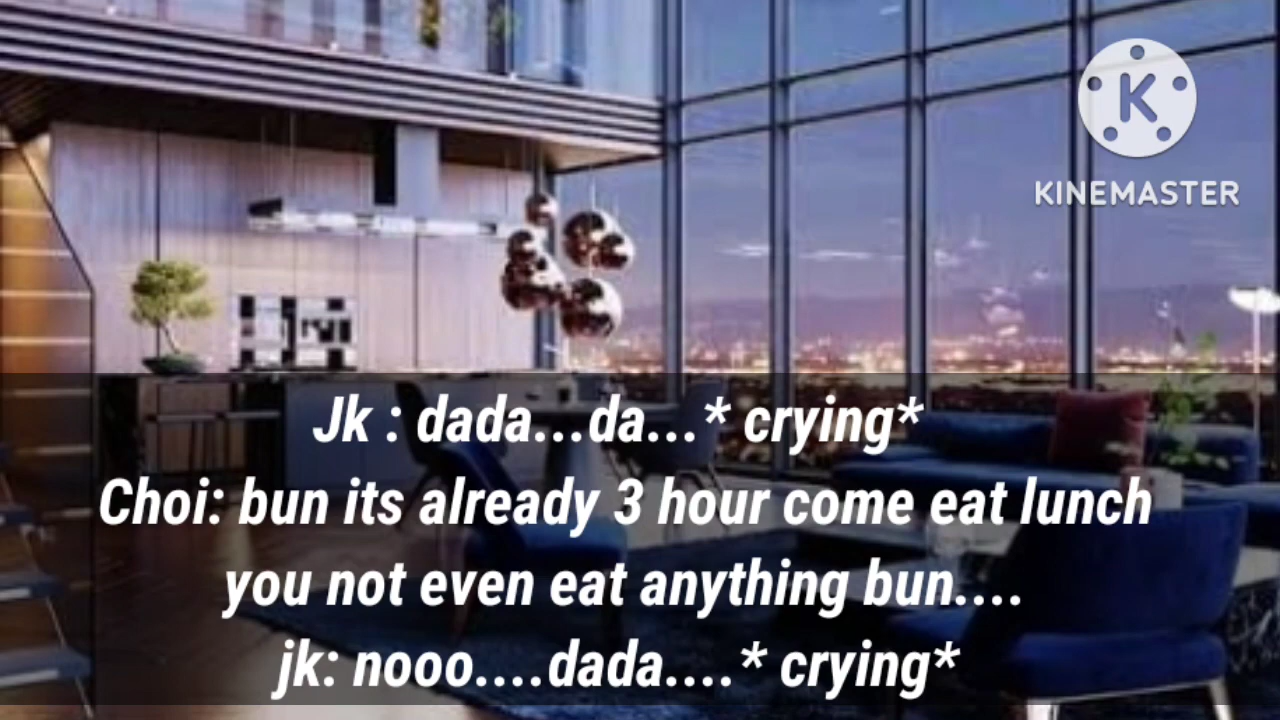 KINEMASTER
Jk : dada...da...* crying*
Choi: bun its already 3 hour come eat lunch
you not even eat anything bun....
jk: nooo....dada....* crying*